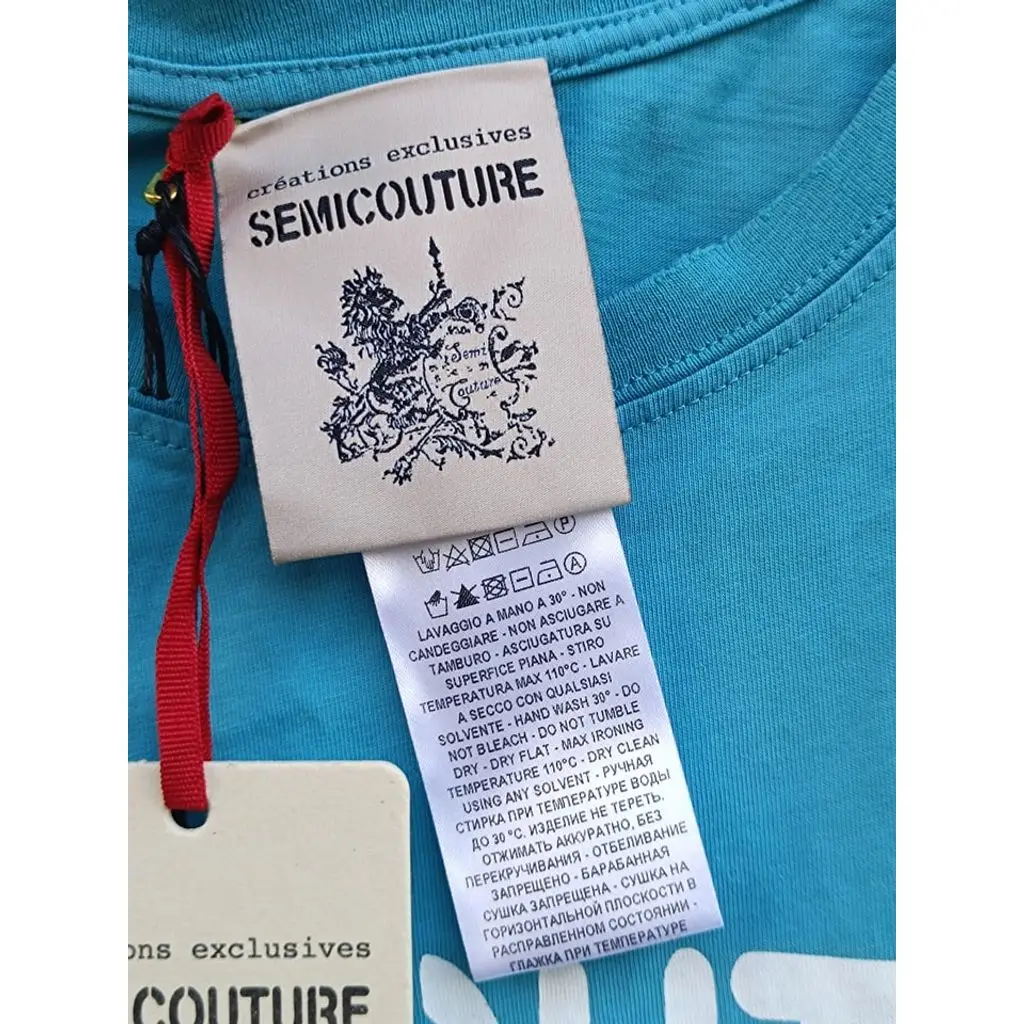 créations exclusives
SEMICOUTURE
Semi
Couture
P
A
LAVAGGIO A MANO A 30° - NON
CANDEGGIARE - NON ASCIUGARE A
TAMBURO - ASCIUGATURA SU
SUPERFICE PIANA - STIRO
TEMPERATURA MAX 110°C - LAVARE
A SECCO CON QUALSIASI
SOLVENTE - HAND WASH 30° - DO
NOT BLEACH - DO NOT TUMBLE
DRY - DRY FLAT - MAX IRONING
TEMPERATURE 110°C - DRY CLEAN
USING ANY SOLVENT - РУЧНАЯ
СТИРКА ПРИ ТЕМПЕРАТУРЕ ВОДЫ
ДО 30 °C. ИЗДЕЛИЕ НЕ ТЕРЕТЬ.
ОТЖИМАТЬ АККУРАТНО, БЕЗ
ПЕРЕКРУЧИВАНИЯ - ОТБЕЛИВАНИЕ
ЗАПРЕЩЕНО - БАРАБАННАЯ
СУШКА ЗАПРЕЩЕНА - СУШКА НА
ГОРИЗОНТАЛЬНОЙ ПЛОСКОСТИ В
РАСПРАВЛЕННОМ СОСТОЯНИИ -
ГЛАЖКА ПРИ ТЕМПЕРАТУРЕ
ons exclusives
COUTURE